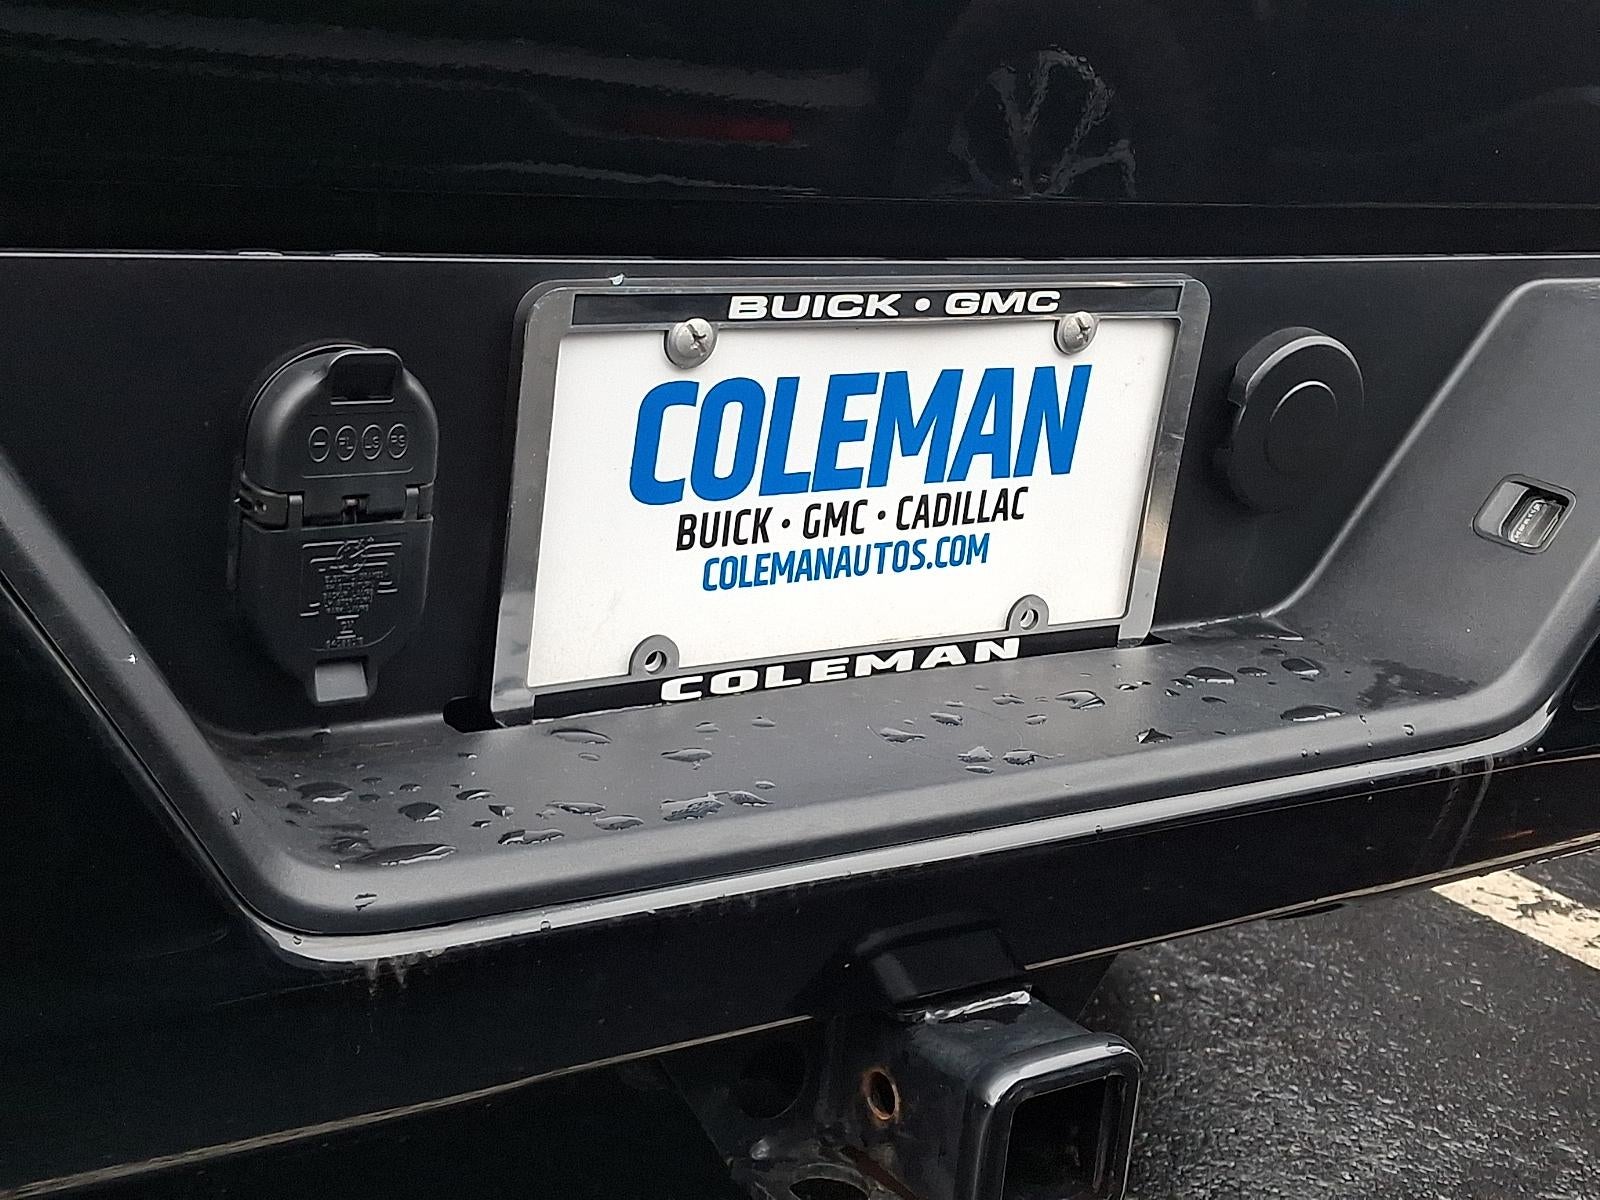 BUICK • GMC
COLEMAN
BUICK • GMC • CADILLAC
COLEMANAUTOS.COM
COLEMAN